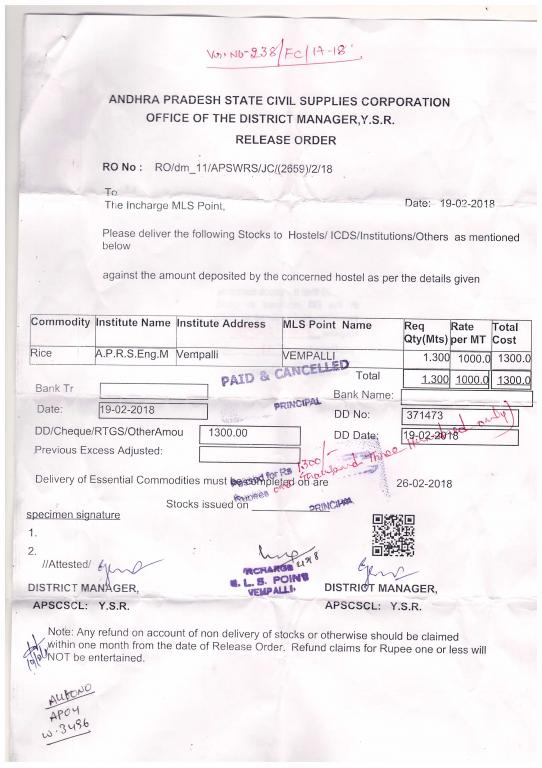 Vo. No-238/FC/17-18
ANDHRA PRADESH STATE CIVIL SUPPLIES CORPORATION
OFFICE OF THE DISTRICT MANAGER,Y.S.R.
RELEASE ORDER
RO No : RO/dm_11/APSWRS/JC/(2659)/2/18
To
The Incharge MLS Point,
Date: 19-02-2018
Please deliver the following Stocks to Hostels/ ICDS/Institutions/Others as mentioned
below
against the amount deposited by the concerned hostel as per the details given
Commodity Institute Name Institute Address MLS Point Name Req Qty(Mts) Rate per MT Total Cost
Rice A.P.R.S.Eng.M Vempalli VEMPALLI 1.300 1000.0 1300.0
Total 1.300 1000.0 1300.0
PAID & CANCELLED
Bank Tr
Bank Name:
PRINCIPAL
Date: 19-02-2018
DD No: 371473
DD/Cheque/RTGS/OtherAmou 1300.00
DD Date: 19-02-2018
Previous Excess Adjusted:
Passed for Rs 1300/-
Rupees one Thousand Three Hundred only)
Delivery of Essential Commodities must be completion on are 26-02-2018
Stocks issued on
PRINCIPAL
specimen signature
1.
2.
//Attested/
INCHARGE
M. L. S. POINT
VEMPALLI.
DISTRICT MANAGER,
APSCSCL: Y.S.R.
DISTRICT MANAGER,
APSCSCL: Y.S.R.
Note: Any refund on account of non delivery of stocks or otherwise should be claimed
within one month from the date of Release Order. Refund claims for Rupee one or less will
NOT be entertained.
AP04
W.3496